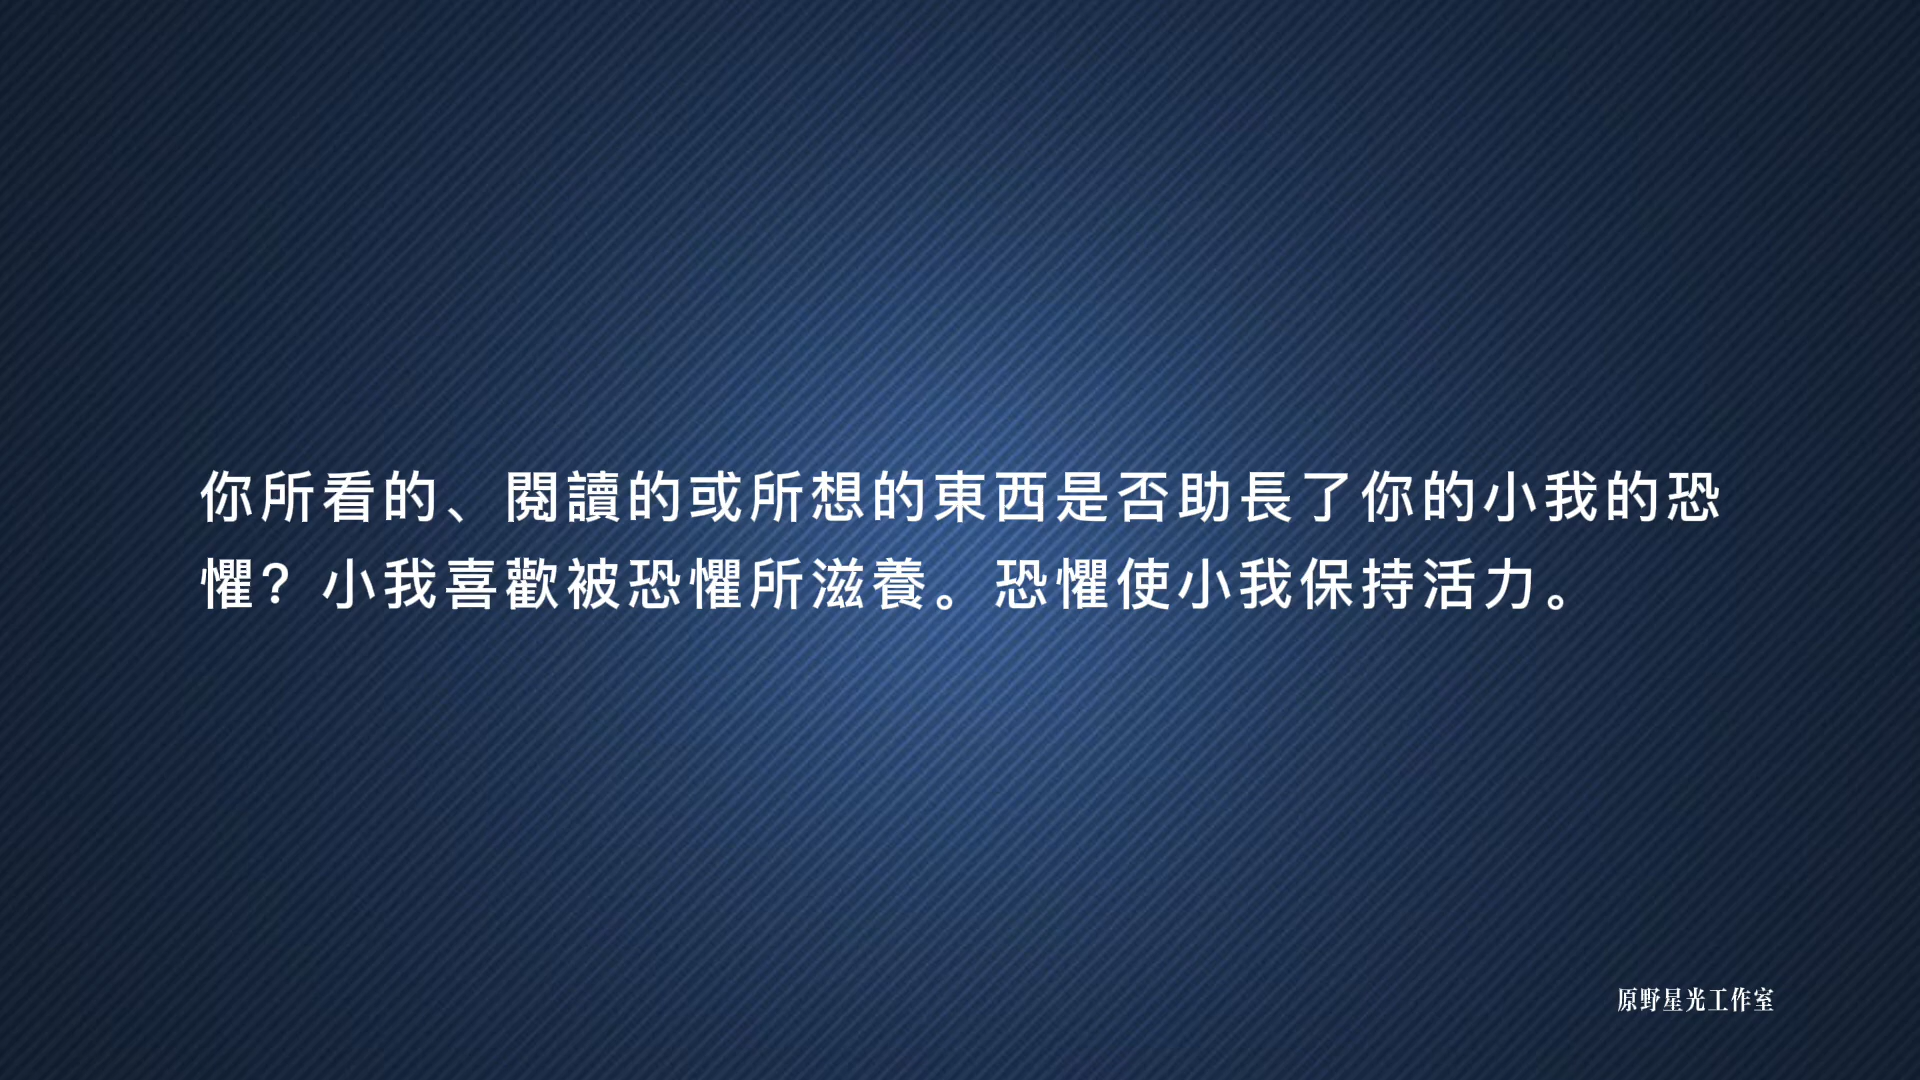 你所看的、閱讀的或所想的東西是否助長了你的小我的恐
懼？小我喜歡被恐懼所滋養。恐懼使小我保持活力。
原野星光工作室